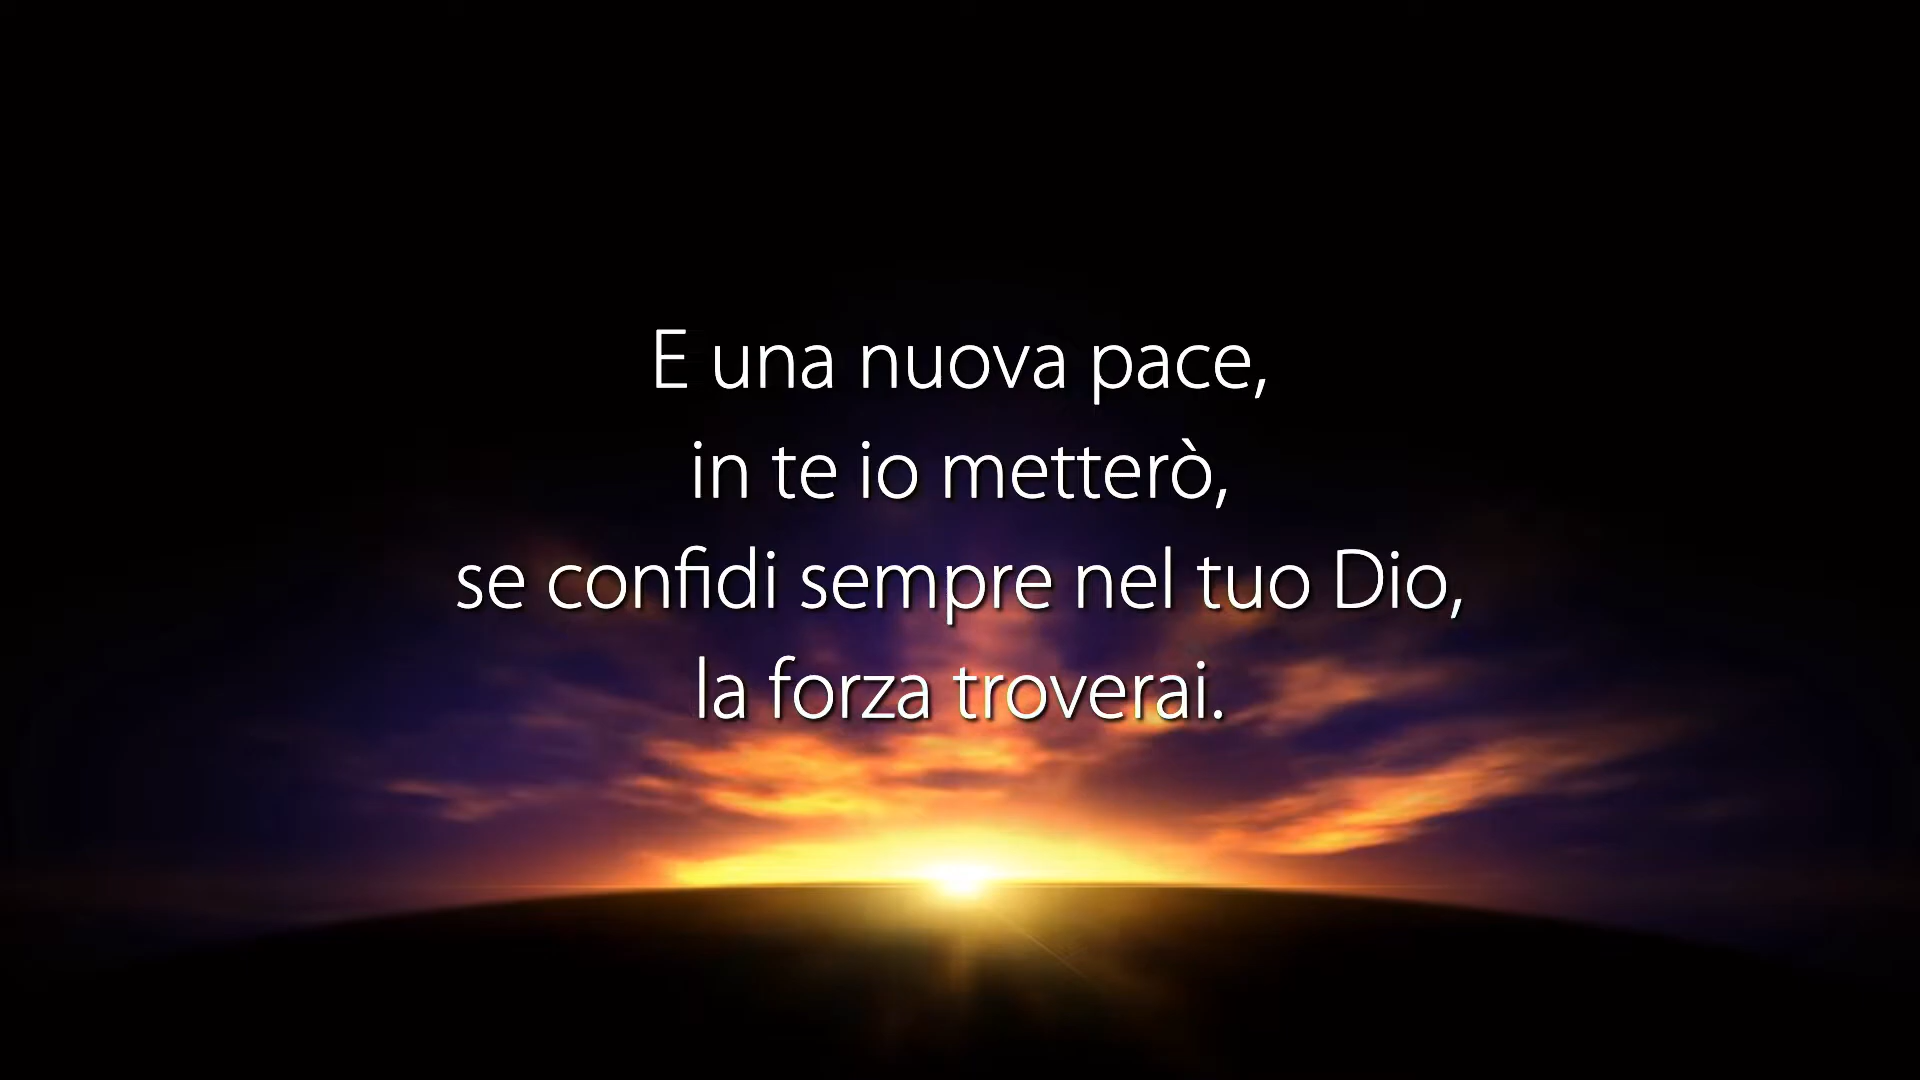 E una nuova pace,
in te io metterò,
se confidi sempre nel tuo Dio,
la forza troverai.